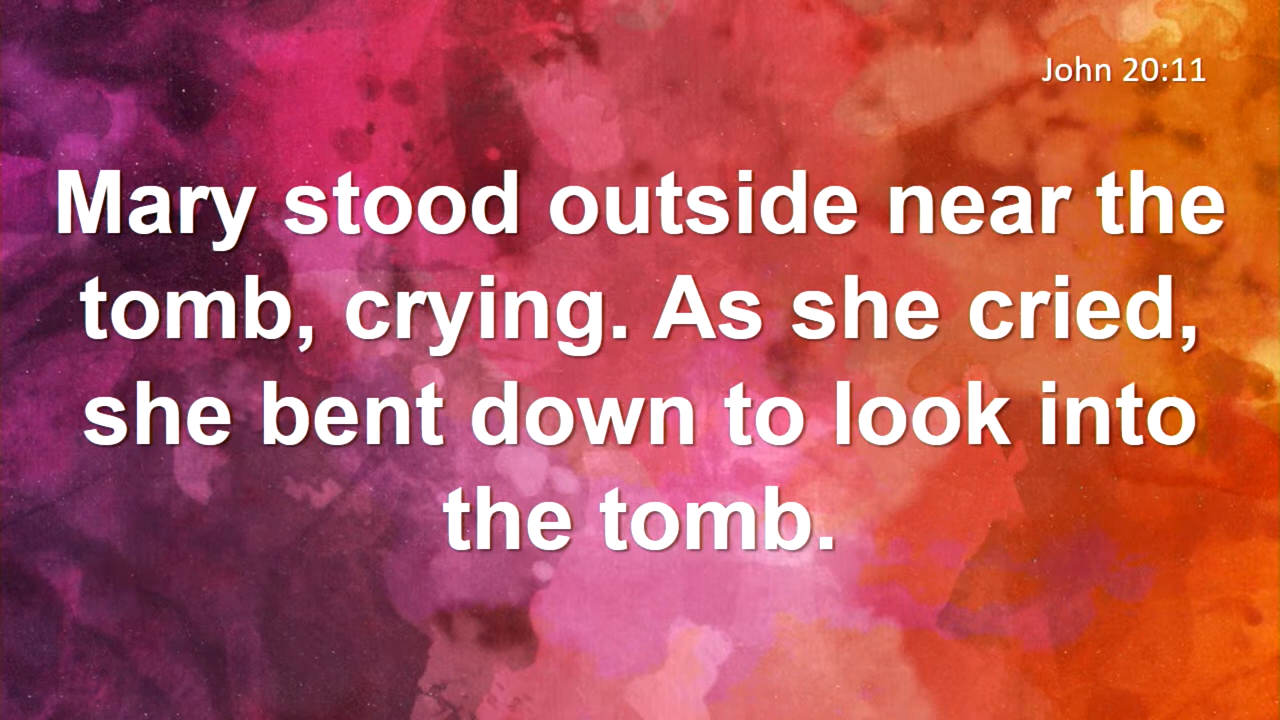 John 20:11
Mary stood outside near the
tomb, crying. As she cried,
she bent down to look into
the tomb.